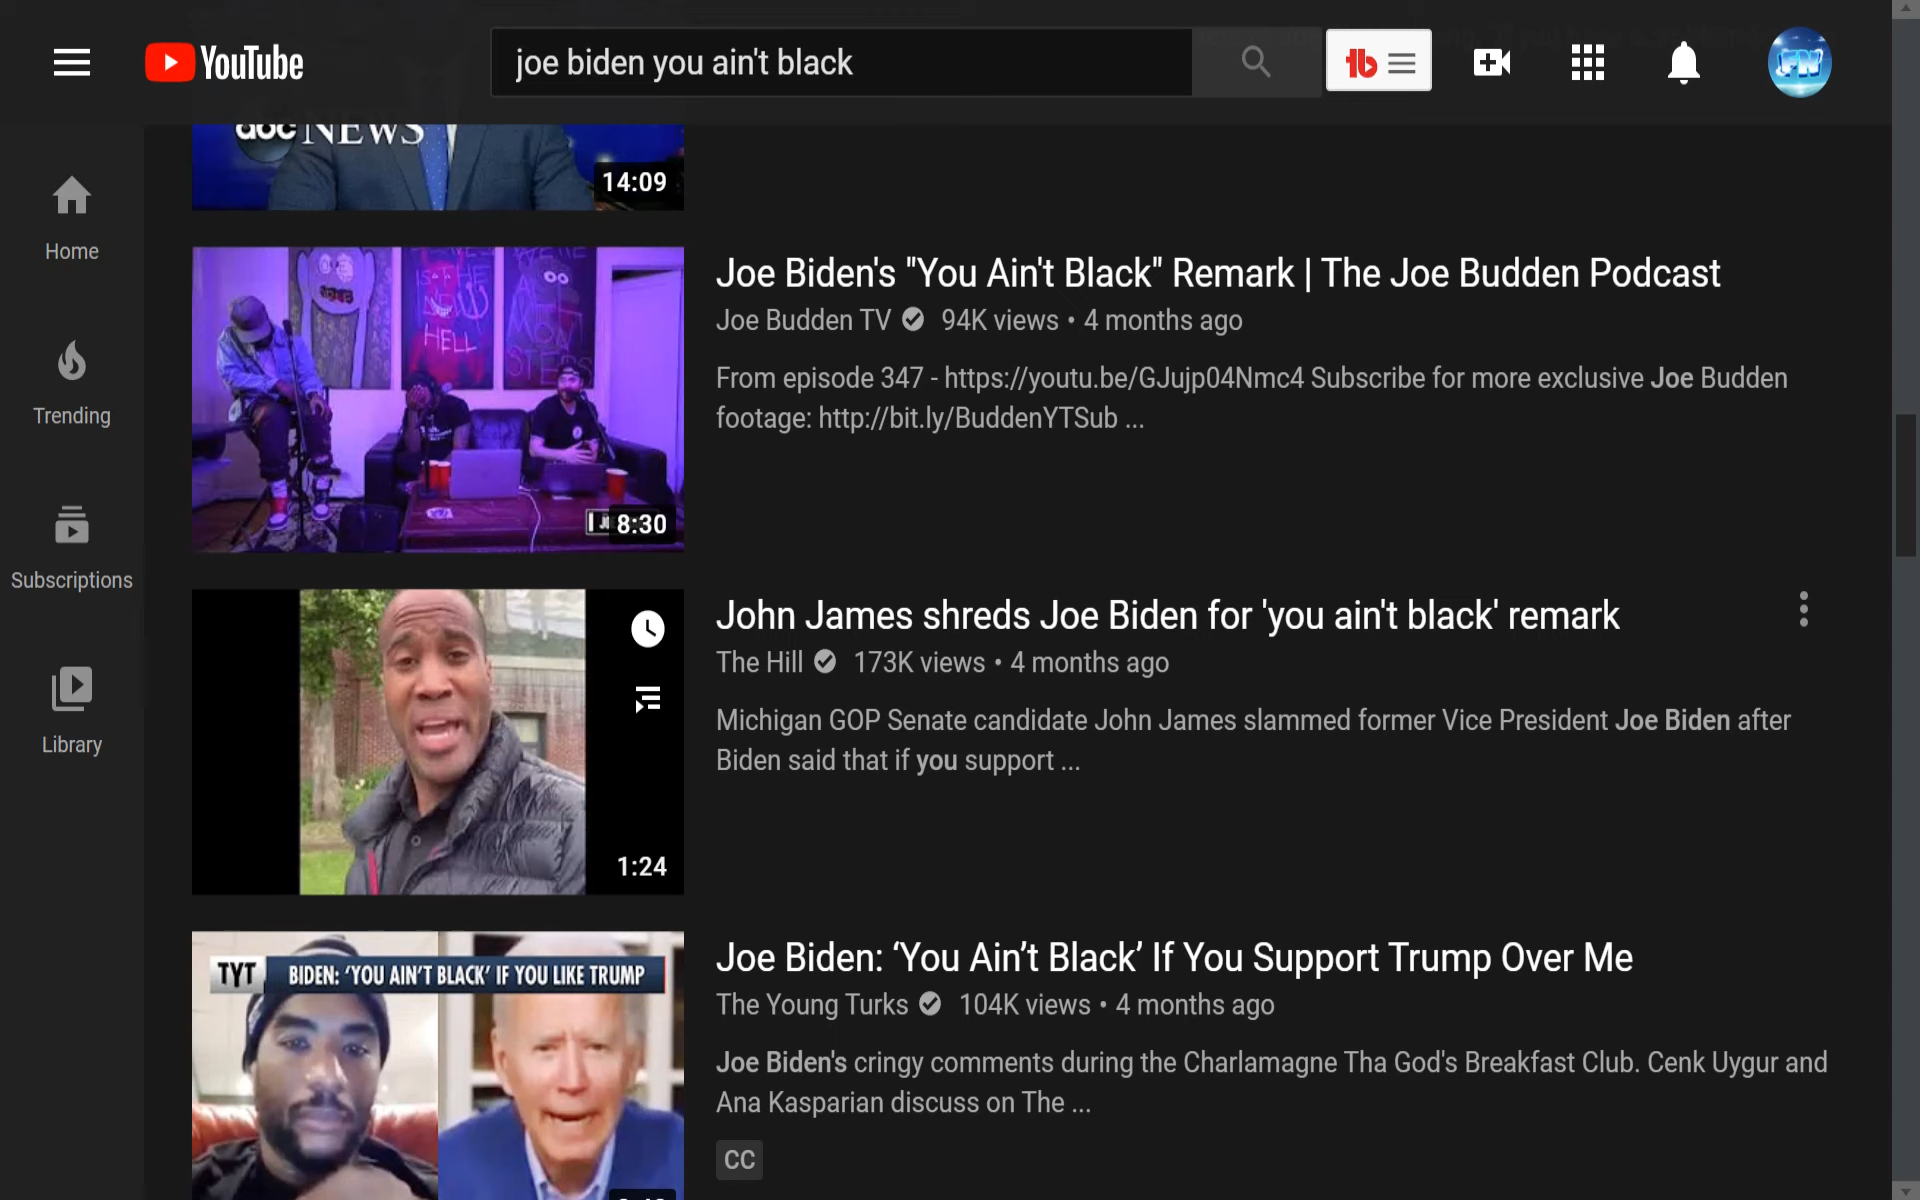 YouTube
joe biden you ain't black
abc NEWS
14:09
Home
Trending
Subscriptions
Library
HELL
8:30
Joe Biden's "You Ain't Black" Remark | The Joe Budden Podcast
Joe Budden TV 94K views • 4 months ago
From episode 347 - https://youtu.be/GJujp04Nmc4 Subscribe for more exclusive Joe Budden
footage: http://bit.ly/BuddenYTSub ...
1:24
John James shreds Joe Biden for 'you ain't black' remark
The Hill 173K views • 4 months ago
Michigan GOP Senate candidate John James slammed former Vice President Joe Biden after
Biden said that if you support ...
TYT BIDEN: ‘YOU AIN’T BLACK’ IF YOU LIKE TRUMP
Joe Biden: ‘You Ain’t Black’ If You Support Trump Over Me
The Young Turks 104K views • 4 months ago
Joe Biden's cringy comments during the Charlamagne Tha God's Breakfast Club. Cenk Uygur and
Ana Kasparian discuss on The ...
CC